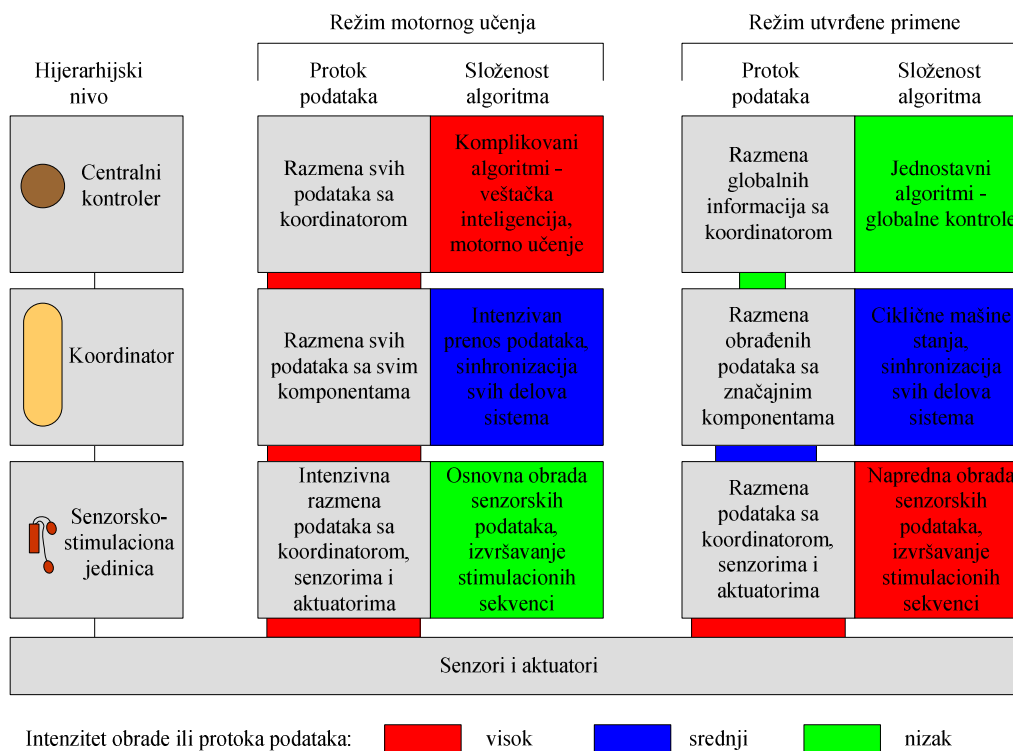 Režim motornog učenja
Režim utvrđene primene
Hijerarhijski
nivo
Protok
podataka
Složenost
algoritma
Protok
podataka
Složenost
algoritma
Centralni
kontroler
Razmena svih
podataka sa
koordinatorom
Komplikovani
algoritmi -
veštačka
inteligencija,
motorno učenje
Razmena
globalnih
informacija sa
koordinatorom
Jednostavni
algoritmi -
globalne kontrole
Koordinator
Razmena svih
podataka sa svim
komponentama
Intenzivan
prenos podataka,
sinhronizacija
svih delova
sistema
Razmena
obrađenih
podataka sa
značajnim
komponentama
Ciklične mašine
stanja,
sinhronizacija
svih delova
sistema
Senzorsko-
stimulaciona
jedinica
Intenzivna
razmena
podataka sa
koordinatorom,
senzorima i
aktuatorima
Osnovna obrada
senzorskih
podataka,
izvršavanje
stimulacionih
sekvenci
Razmena
podataka sa
koordinatorom,
senzorima i
aktuatorima
Napredna obrada
senzorskih
podataka,
izvršavanje
stimulacionih
sekvenci
Senzori i aktuatori
Intenzitet obrade ili protoka podataka: visok srednji nizak